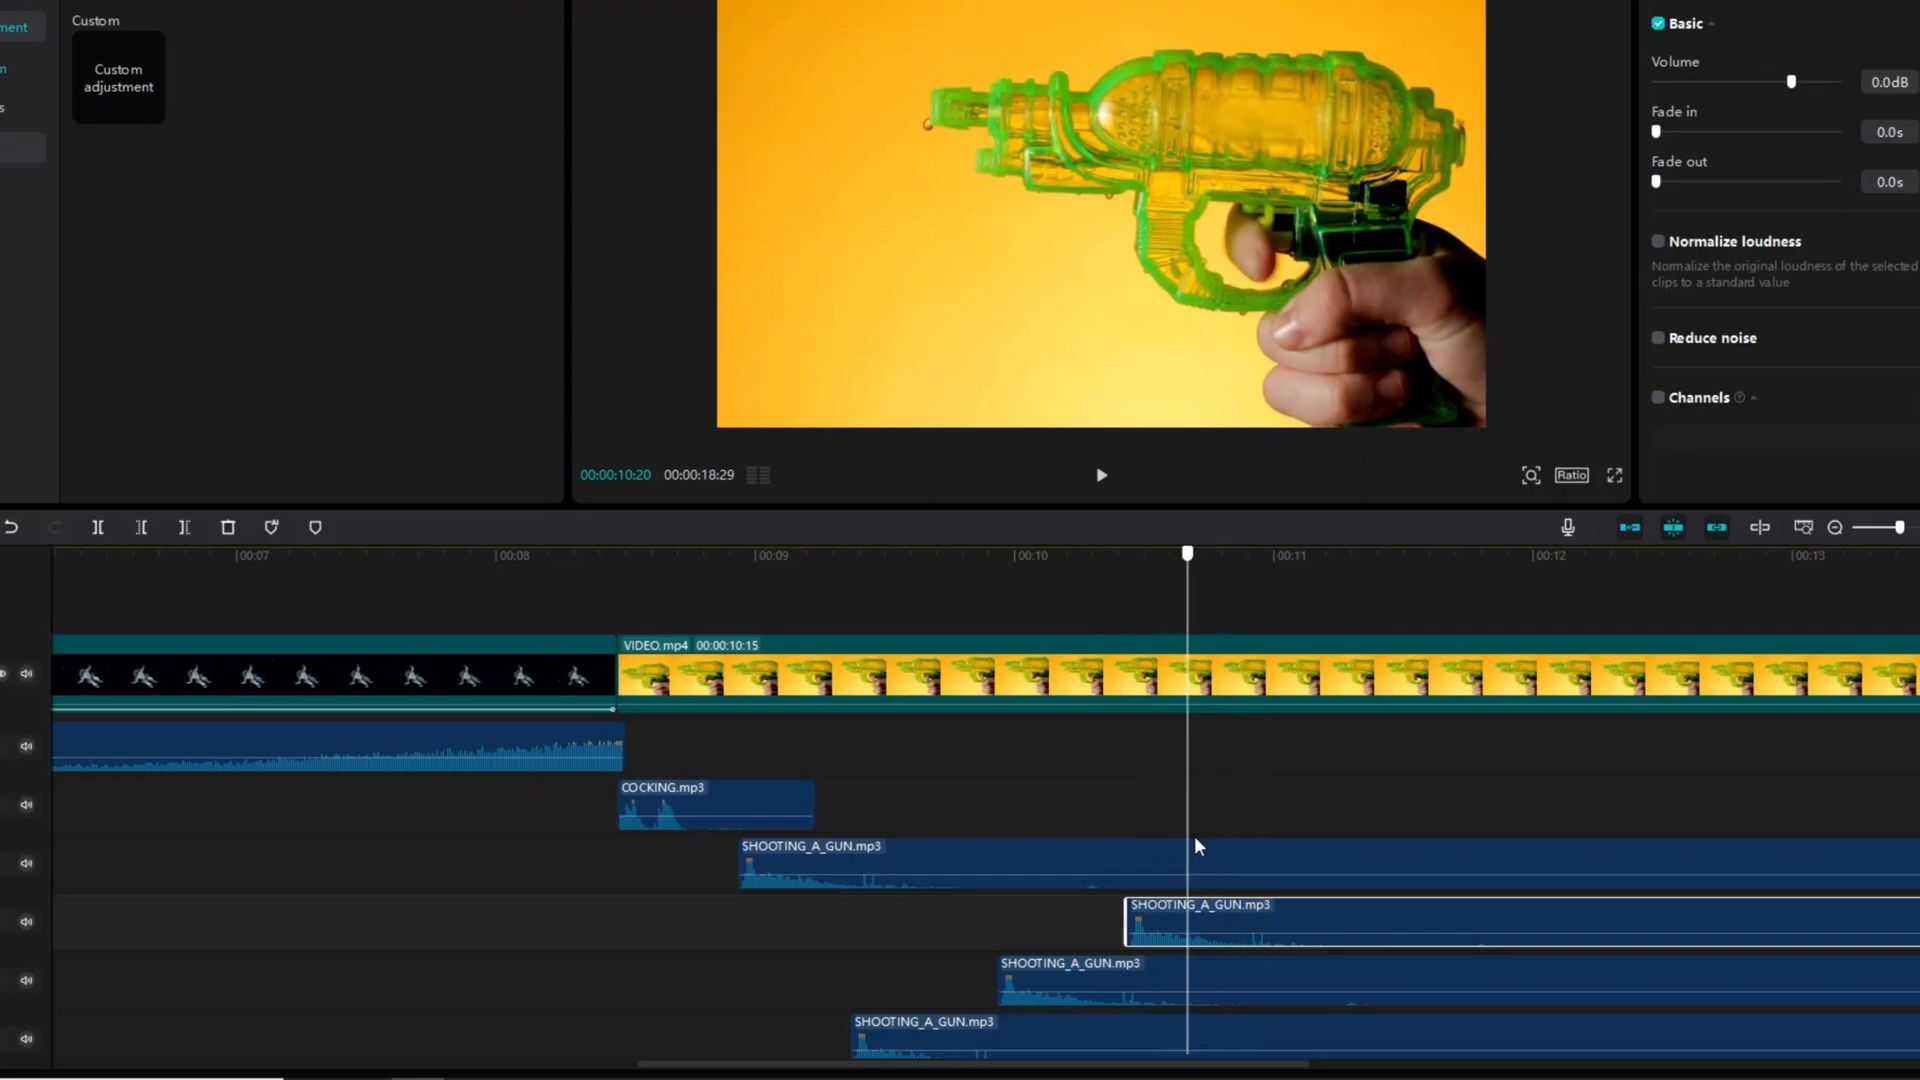 ment
Custom
Custom
adjustment
Basic
Volume
0.0dB
Fade in
0.0s
Fade out
0.0s
Normalize loudness
Normalize the original loudness of the selected
clips to a standard value
Reduce noise
Channels
00:00:10:20 00:00:18:29
Ratio
00:07 00:08 00:09 00:10 00:11 00:12 00:13
VIDEO.mp4 00:00:10:15
COCKING.mp3
SHOOTING_A_GUN.mp3
SHOOTING_A_GUN.mp3
SHOOTING_A_GUN.mp3
SHOOTING_A_GUN.mp3